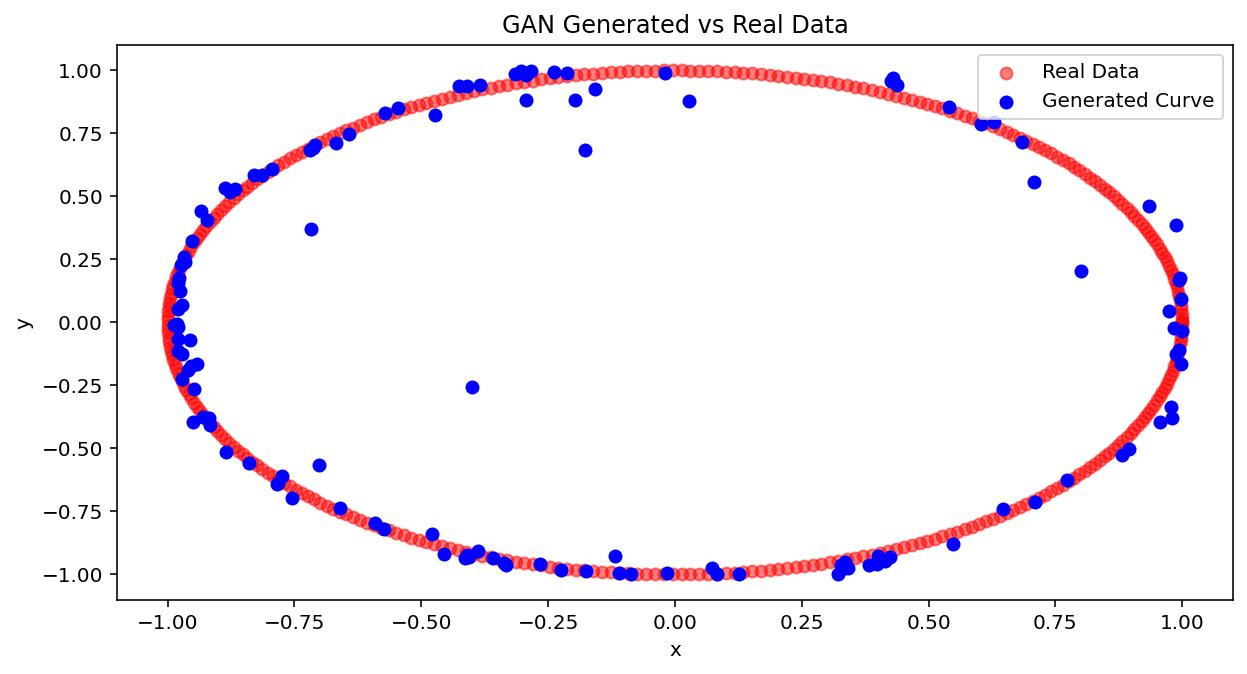 GAN Generated vs Real Data
Real Data
Generated Curve
1.00
0.75
0.50
0.25
0.00
−0.25
−0.50
−0.75
−1.00
y
−1.00 −0.75 −0.50 −0.25 0.00 0.25 0.50 0.75 1.00
x